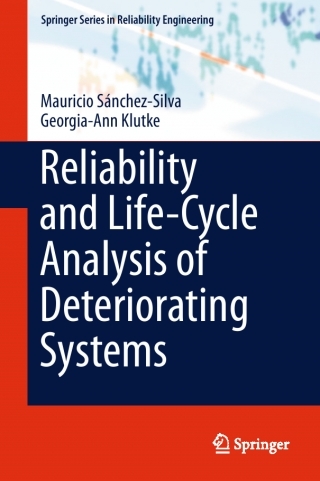 Springer Series in Reliability Engineering
Mauricio Sánchez-Silva
Georgia-Ann Klutke
Reliability
and Life-Cycle
Analysis of
Deteriorating
Systems
Springer